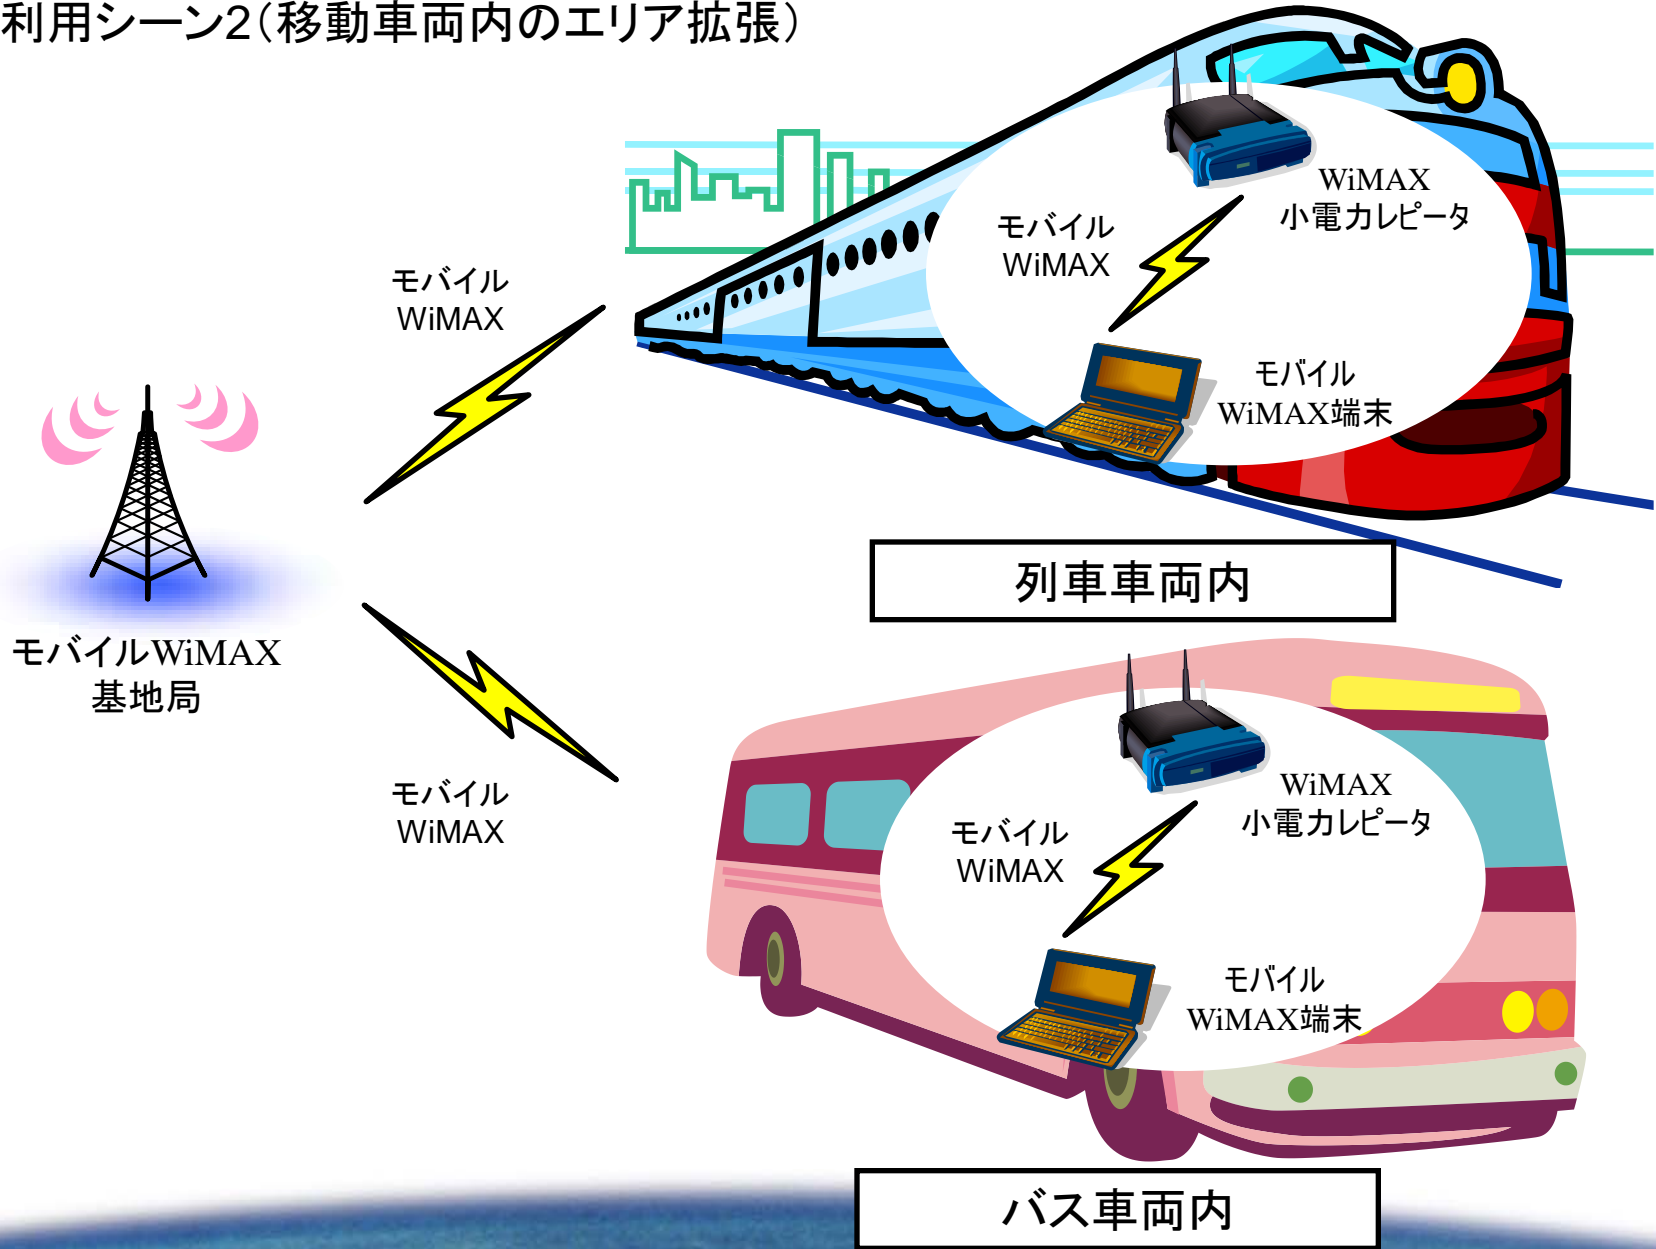 利用シーン2(移動車両内のエリア拡張)
WiMAX
小電力レピータ
モバイル
WiMAX
モバイル
WiMAX
モバイル
WiMAX端末
列車車両内
モバイルWiMAX
基地局
モバイル
WiMAX
WiMAX
小電力レピータ
モバイル
WiMAX
モバイル
WiMAX端末
バス車両内